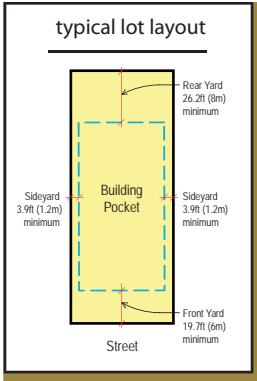 typical lot layout
Rear Yard
26.2ft (8m)
minimum
Sideyard
3.9ft (1.2m)
minimum
Building
Pocket
Sideyard
3.9ft (1.2m)
minimum
Front Yard
19.7ft (6m)
minimum
Street